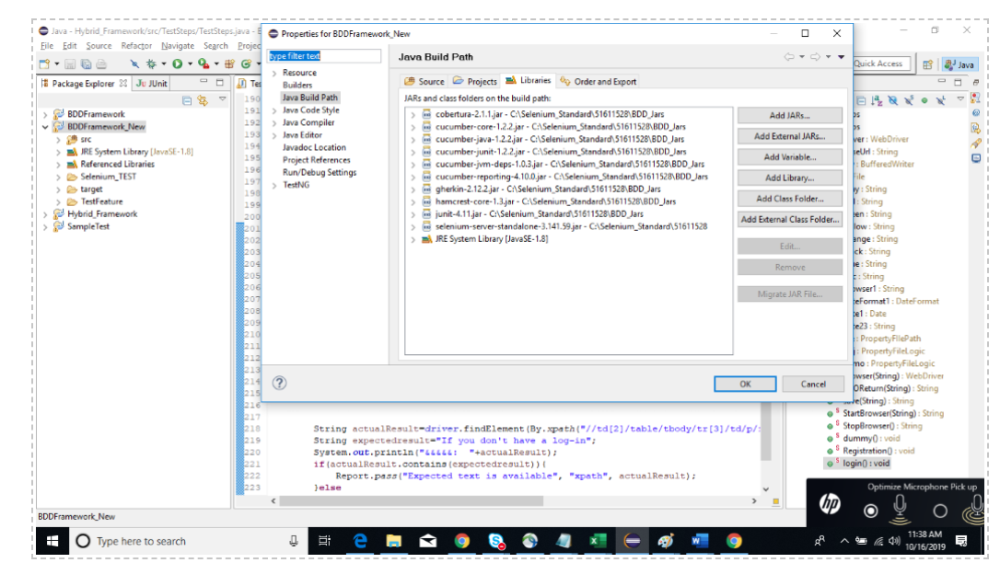 Java - Hybrid_Framework/src/TestSteps/TestSteps.java - E
File Edit Source Refactor Navigate Search Projec
Quick Access
Java
Package Explorer
JUnit
BDDFramework
BDDFramework_New
src
JRE System Library [JavaSE-1.8]
Referenced Libraries
Selenium_TEST
target
TestFeature
Hybrid_Framework
SampleTest
Properties for BDDFramework_New
type filter text
Resource
Builders
Java Build Path
Java Code Style
Java Compiler
Java Editor
Javadoc Location
Project References
Run/Debug Settings
TestNG
Java Build Path
Source Projects Libraries Order and Export
JARs and class folders on the build path:
cobertura-2.1.1.jar - C:\Selenium_Standard\51611528\BDD_Jars
cucumber-core-1.2.2.jar - C:\Selenium_Standard\51611528\BDD_Jars
cucumber-java-1.2.2.jar - C:\Selenium_Standard\51611528\BDD_Jars
cucumber-junit-1.2.2.jar - C:\Selenium_Standard\51611528\BDD_Jars
cucumber-jvm-deps-1.0.3.jar - C:\Selenium_Standard\51611528\BDD_Jars
cucumber-reporting-4.10.0.jar - C:\Selenium_Standard\51611528\BDD_Jars
gherkin-2.12.2.jar - C:\Selenium_Standard\51611528\BDD_Jars
hamcrest-core-1.3.jar - C:\Selenium_Standard\51611528\BDD_Jars
junit-4.11.jar - C:\Selenium_Standard\51611528\BDD_Jars
selenium-server-standalone-3.141.59.jar - C:\Selenium_Standard\51611528
JRE System Library [JavaSE-1.8]
Add JARs...
Add External JARs...
Add Variable...
Add Library...
Add Class Folder...
Add External Class Folder...
Edit...
Remove
Migrate JAR File...
OK Cancel
190
191
192
193
194
195
196
197
198
199
200
201
202
203
204
205
206
207
208
209
210
211
212
213
214
215
216
217
218 String actualResult=driver.findElement(By.xpath("//td[2]/table/tbody/tr[3]/td/p/
219 String expectedresult="If you don't have a log-in";
220 System.out.println("&&&&&: "+actualResult);
221 if(actualResult.contains(expectedresult)){
222 Report.pass("Expected text is available", "xpath", actualResult);
223 }else
ver : WebDriver
seUrl : String
: BufferedWriter
File
y : String
: String
een : String
low : String
ange : String
ck : String
ne : String
: String
owser1 : String
teFormat1 : DateFormat
te1 : Date
te23 : String
: PropertyFilePath
: PropertyFileLogic
mo : PropertyFileLogic
owser(String) : WebDriver
OReturn(String) : String
(String) : String
StartBrowser(String) : String
StopBrowser() : String
dummy() : void
Registration() : void
login() : void
BDDFramework_New
Optimize Microphone Pick up
hp
Type here to search
11:38 AM
10/16/2019